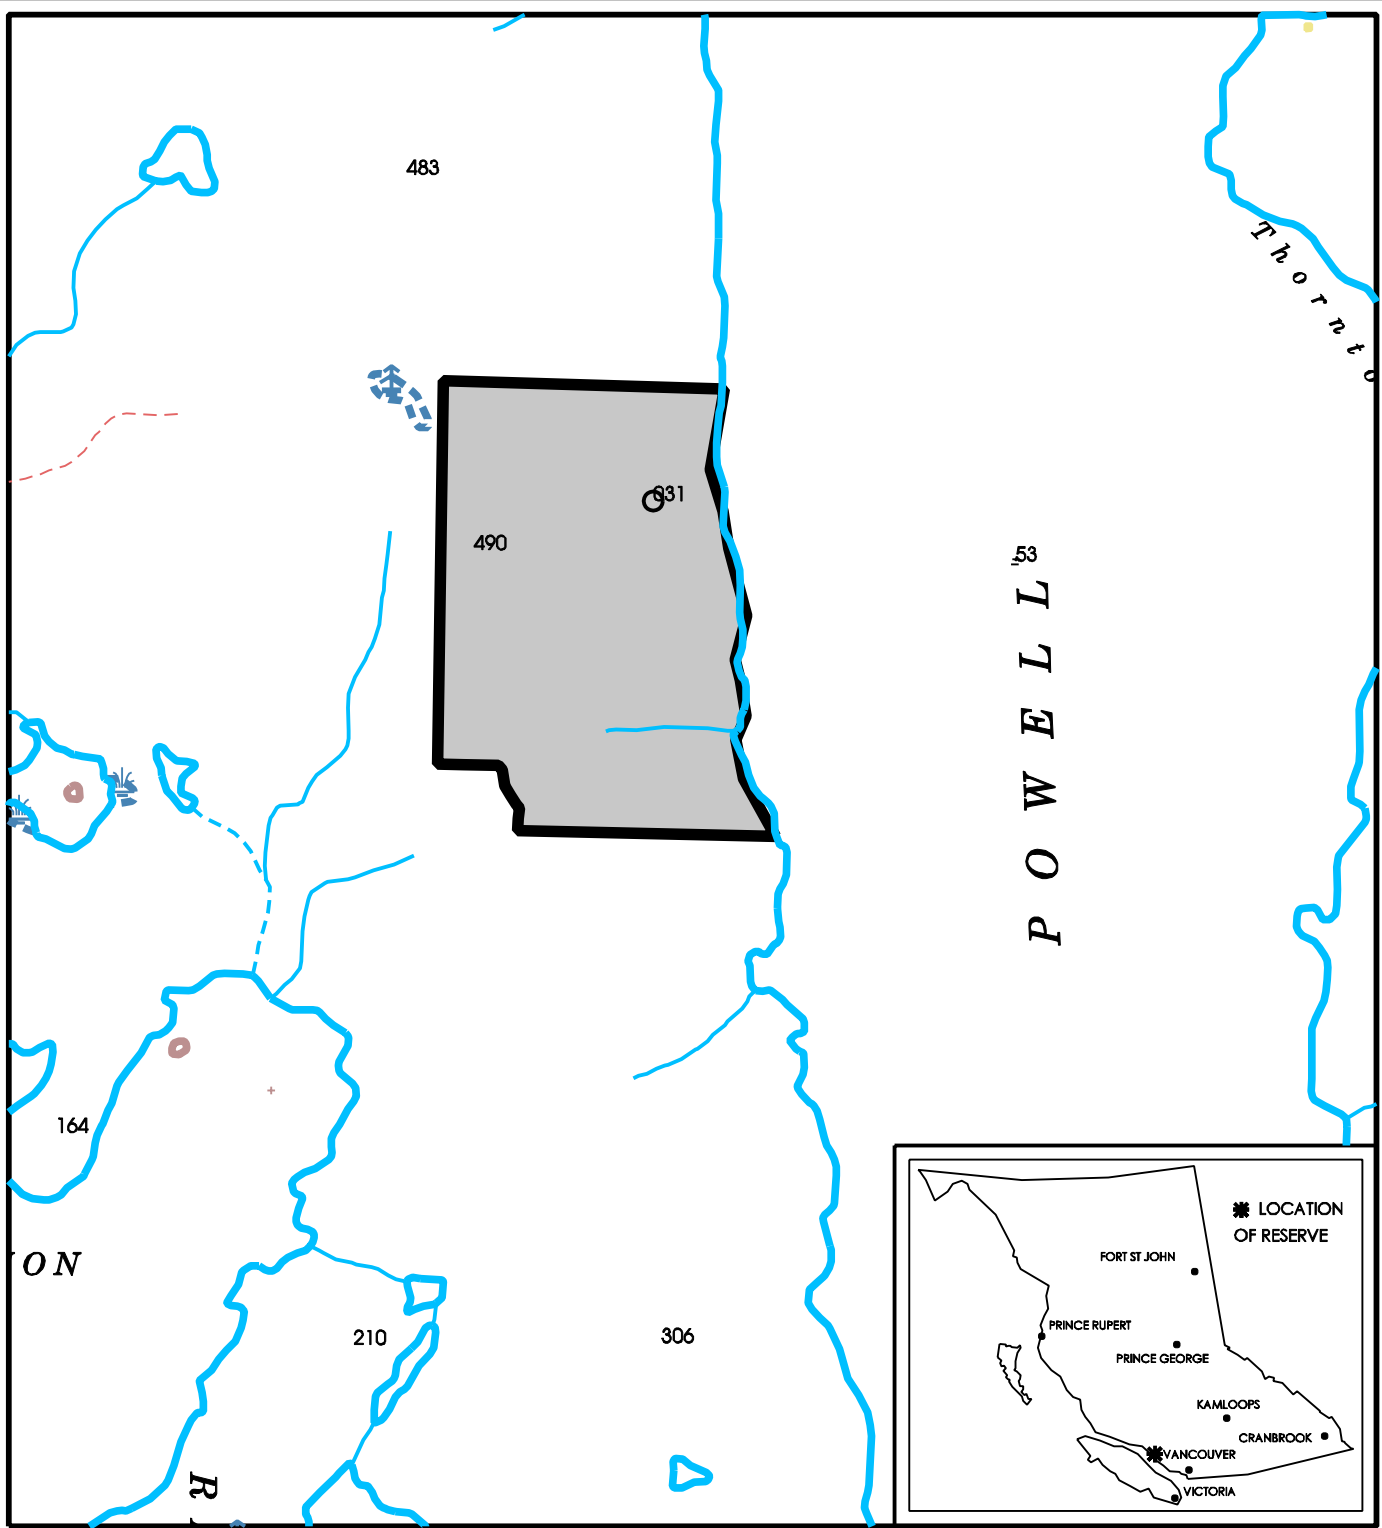 483
Thornto
031
490
53
POWELL
164
ON
210
306
R
LOCATION
OF RESERVE
FORT ST JOHN
PRINCE RUPERT
PRINCE GEORGE
KAMLOOPS
CRANBROOK
VANCOUVER
VICTORIA